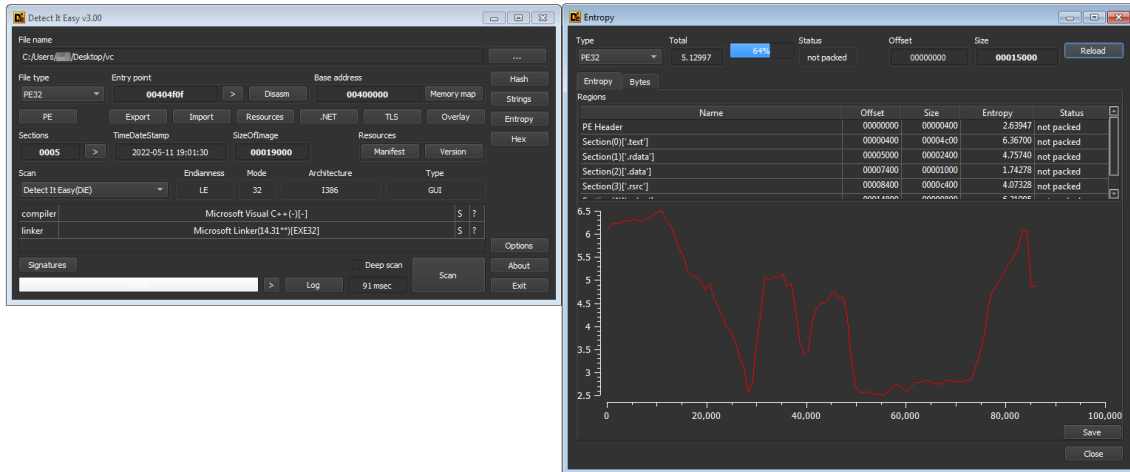 Detect It Easy v3.00
File name
C:/Users/ /Desktop/vc
...
File type Entry point Base address
PE32 00404f0f > Disasm 00400000 Memory map Hash
Strings
PE Export Import Resources .NET TLS Overlay Entropy
Sections TimeDateStamp SizeOfImage Resources Hex
0005 > 2022-05-11 19:01:30 00019000 Manifest Version
Scan Endianness Mode Architecture Type
Detect It Easy(DiE) LE 32 I386 GUI
compiler Microsoft Visual C++(-)[-] S ?
linker Microsoft Linker(14.31**)[EXE32] S ?
Options
Signatures Deep scan Scan About
> Log 91 msec Exit
Entropy
Type Total Status Offset Size
PE32 5.12997 64% not packed 00000000 00015000 Reload
Entropy Bytes
Regions
Name Offset Size Entropy Status
PE Header 00000000 00000400 2.63947 not packed
Section(0)['.text'] 00000400 00004c00 6.36700 not packed
Section(1)['.rdata'] 00005000 00002400 4.75740 not packed
Section(2)['.data'] 00007400 00001000 1.74278 not packed
Section(3)['.rsrc'] 00008400 0000c400 4.07328 not packed
6.5
6
5.5
5
4.5
4
3.5
3
2.5
0 20,000 40,000 60,000 80,000 100,000
Save
Close